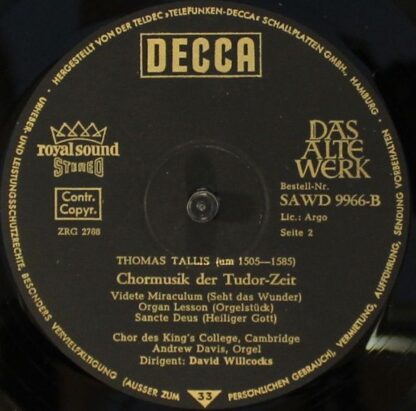 HERGESTELLT VON DER TELDEC »TELEFUNKEN-DECCA« SCHALLPLATTEN GMBH., HAMBURG ·
URHEBER- UND LEISTUNGSSCHUTZRECHTE, BESONDERS VERVIELFÄLTIGUNG (AUSSER ZUM PERSÖNLICHEN GEBRAUCH), VERMIETUNG, AUFFÜHRUNG, SENDUNG VORBEHALTEN
DECCA
royal sound
STEREO
DAS
ALTE
WERK
Contr.
Copyr.
Bestell-Nr.
SAWD 9966-B
Lic.: Argo
ZRG 2788
Seite 2
THOMAS TALLIS (um 1505—1585)
Chormusik der Tudor-Zeit
Videte Miraculum (Seht das Wunder)
Organ Lesson (Orgelstück)
Sancte Deus (Heiliger Gott)
Chor des King's College, Cambridge
Andrew Davis, Orgel
Dirigent: David Willcocks
33